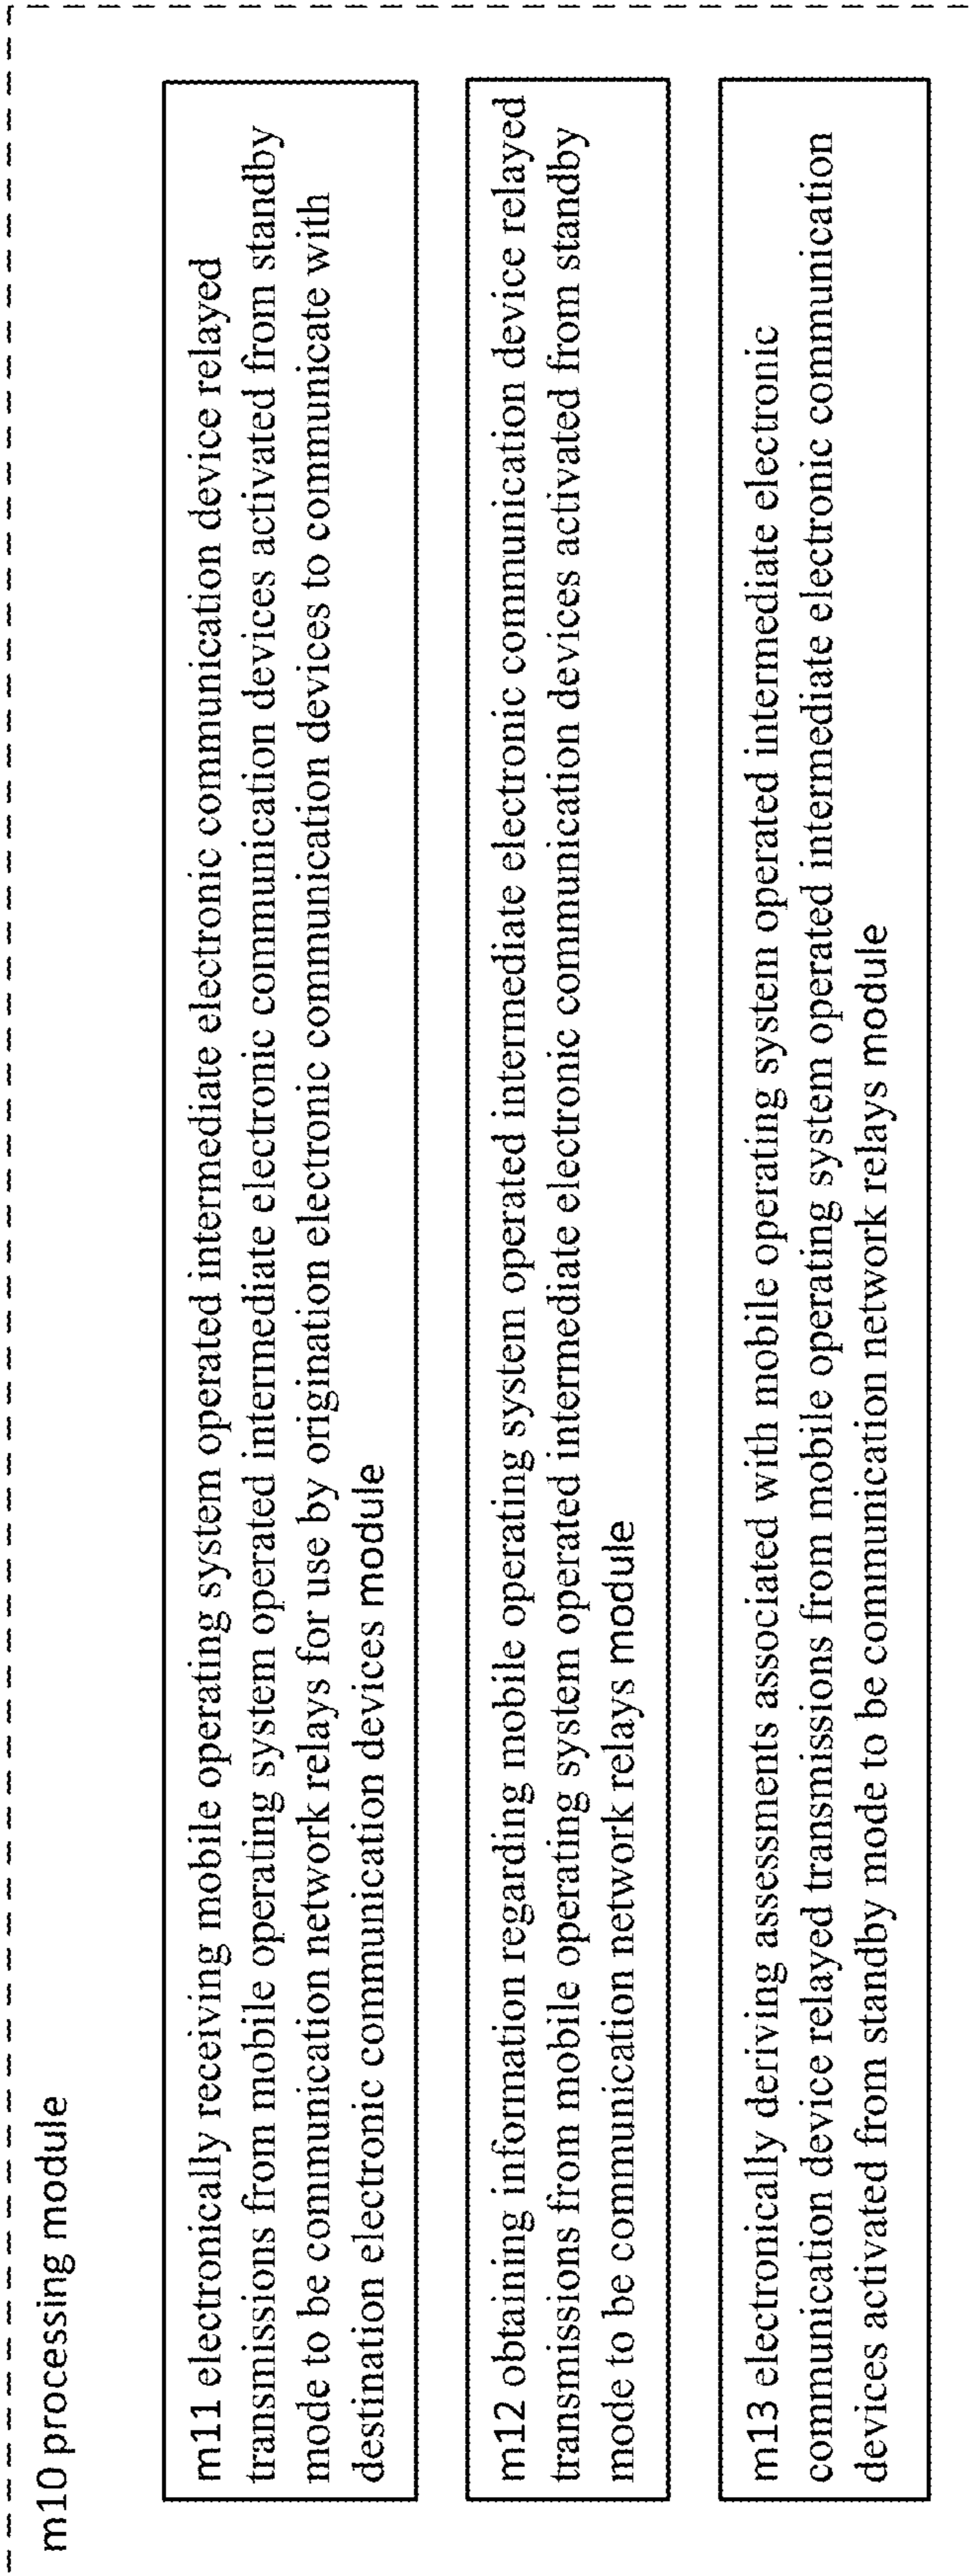 m10 processing module
m11 electronically receiving mobile operating system operated intermediate electronic communication device relayed
transmissions from mobile operating system operated intermediate electronic communication devices activated from standby
mode to be communication network relays for use by origination electronic communication devices to communicate with
destination electronic communication devices module
m12 obtaining information regarding mobile operating system operated intermediate electronic communication device relayed
transmissions from mobile operating system operated intermediate electronic communication devices activated from standby
mode to be communication network relays module
m13 electronically deriving assessments associated with mobile operating system operated intermediate electronic
communication device relayed transmissions from mobile operating system operated intermediate electronic communication
devices activated from standby mode to be communication network relays module